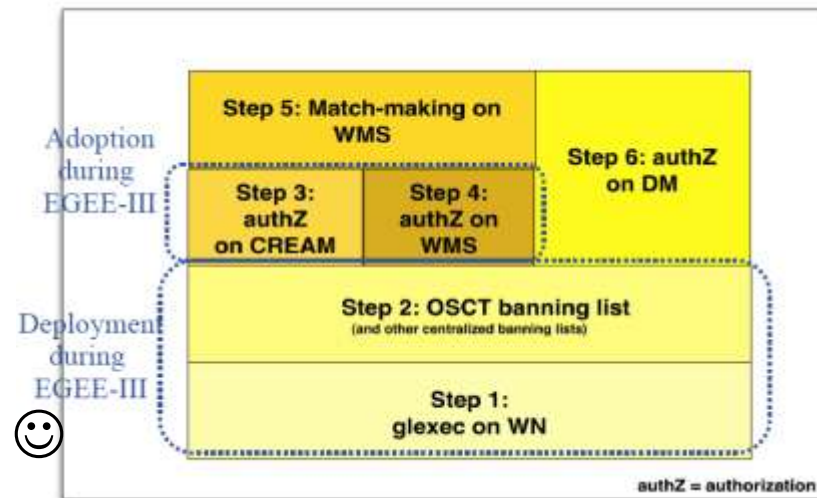 Step 5: Match-making on
WMS
Step 6: authZ
on DM
Adoption
during
EGEE-III
Step 3:
authZ
on CREAM
Step 4:
authZ on
WMS
Step 2: OSCT banning list
(and other centralized banning lists)
Deployment
during
EGEE-III
Step 1:
glexec on WN
authZ = authorization